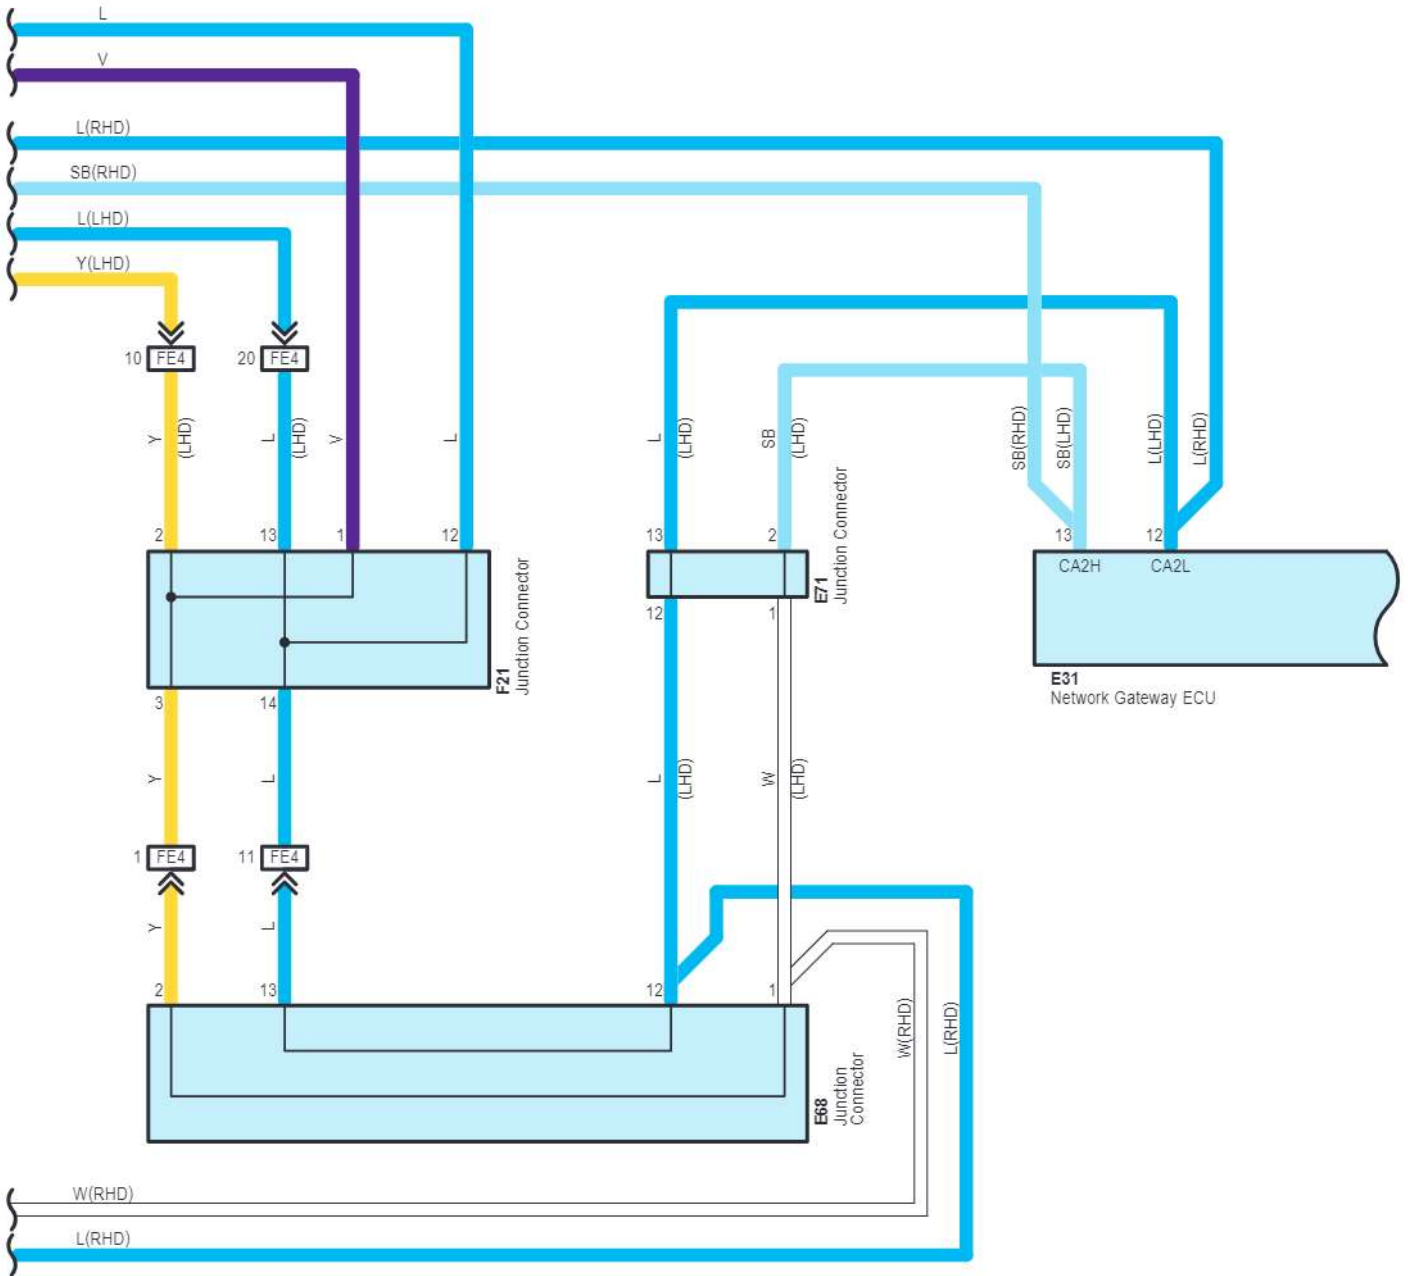 L
V
L(RHD)
SB(RHD)
L(LHD)
Y(LHD)
10 FE4
20 FE4
Y
(LHD)
L
(LHD)
V
L
L
(LHD)
SB
(LHD)
SB(RHD)
SB(LHD)
L(LHD)
L(RHD)
2
13
1
12
13
2
13
12
CA2H
CA2L
F21
Junction Connector
E71
Junction Connector
12
1
E31
Network Gateway ECU
3
14
Y
L
L
(LHD)
W
(LHD)
1 FE4
11 FE4
Y
L
2
13
12
1
W(RHD)
L(RHD)
E68
Junction
Connector
W(RHD)
L(RHD)